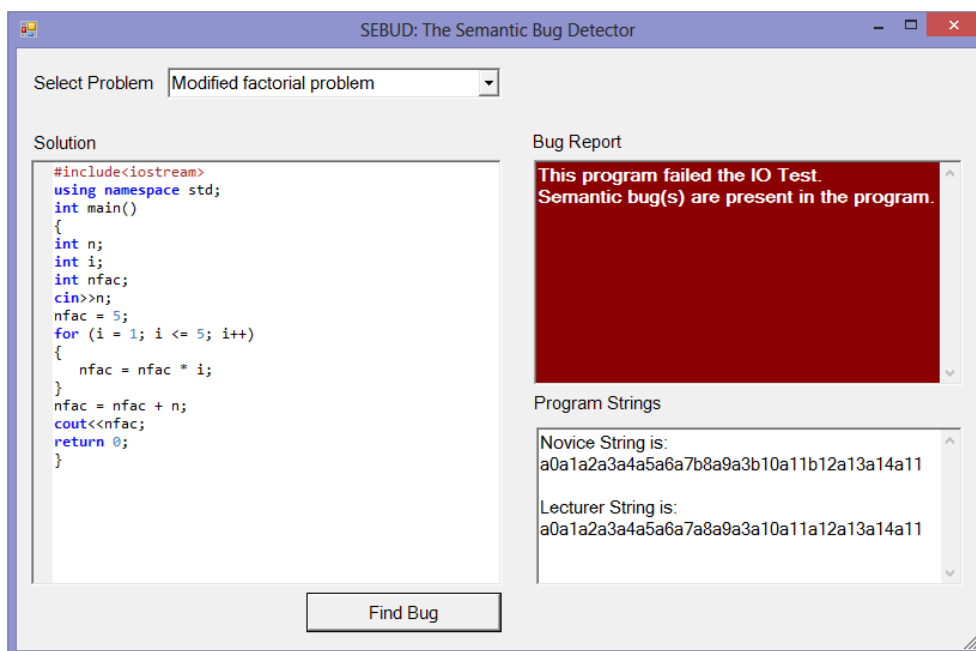 SEBUD: The Semantic Bug Detector
Select Problem Modified factorial problem
Solution
#include<iostream>
using namespace std;
int main()
{
int n;
int i;
int nfac;
cin>>n;
nfac = 5;
for (i = 1; i <= 5; i++)
{
nfac = nfac * i;
}
nfac = nfac + n;
cout<<nfac;
return 0;
}
Find Bug
Bug Report
This program failed the IO Test.
Semantic bug(s) are present in the program.
Program Strings
Novice String is:
a0a1a2a3a4a5a6a7b8a9a3b10a11b12a13a14a11
Lecturer String is:
a0a1a2a3a4a5a6a7a8a9a3a10a11a12a13a14a11